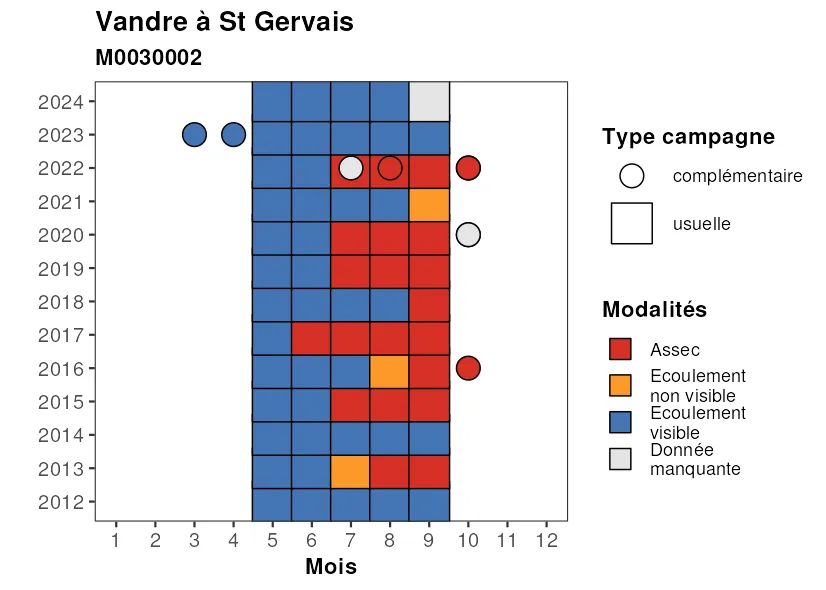 Vandre à St Gervais
M0030002
2024
2023
2022
2021
2020
2019
2018
2017
2016
2015
2014
2013
2012
1 2 3 4 5 6 7 8 9 10 11 12
Mois
Type campagne
complémentaire
usuelle
Modalités
Assec
Ecoulement
non visible
Ecoulement
visible
Donnée
manquante